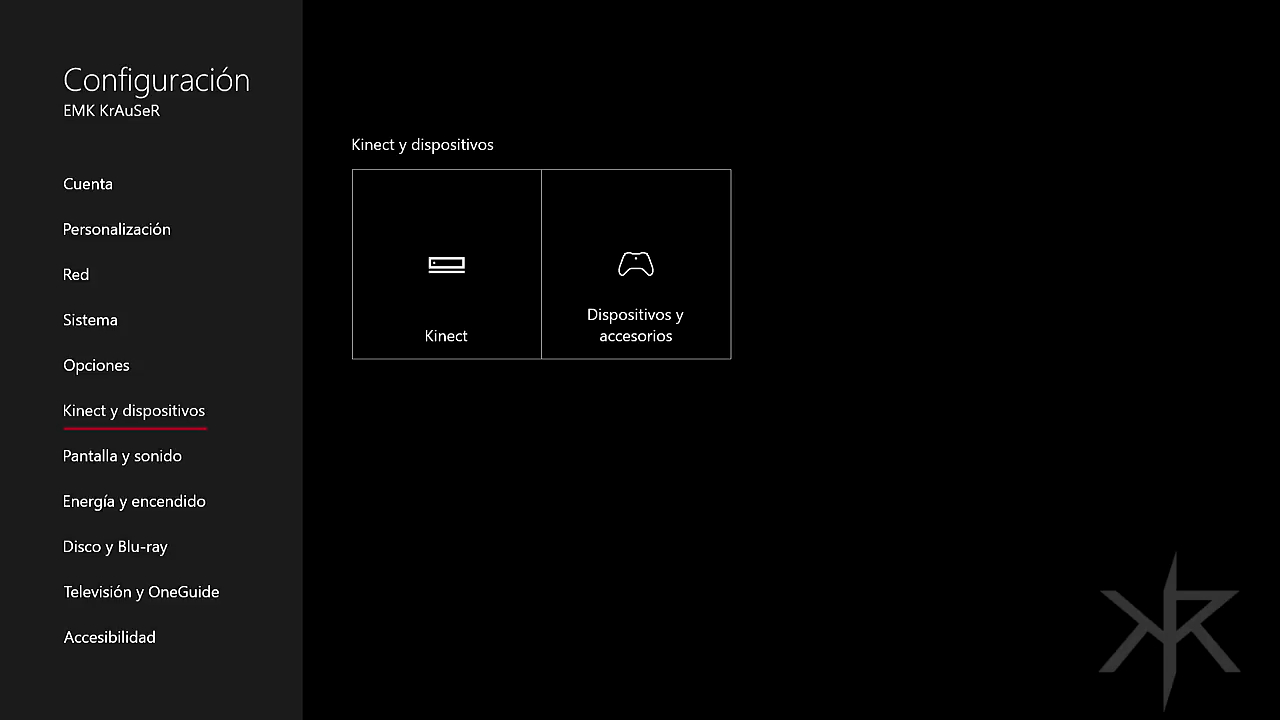 Configuración
EMK KrAuSeR
Cuenta
Personalización
Red
Sistema
Opciones
Kinect y dispositivos
Pantalla y sonido
Energía y encendido
Disco y Blu-ray
Televisión y OneGuide
Accesibilidad
Kinect y dispositivos
Kinect
Dispositivos y
accesorios